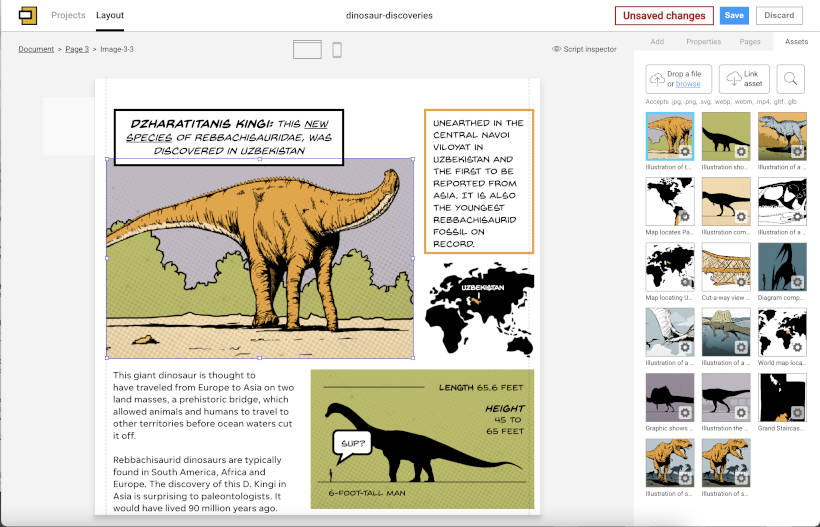 Projects Layout dinosaur-discoveries Unsaved changes Save Discard
Document > Page 3 > Image-3-3 Script inspector
Add Properties Pages Assets
DZHARATITANIS KINGI: THIS NEW
SPECIES OF REBBACHISAURIDAE, WAS
DISCOVERED IN UZBEKISTAN
UNEARTHED IN THE
CENTRAL NAVOI
VILOYAT IN
UZBEKISTAN AND
THE FIRST TO BE
REPORTED FROM
ASIA. IT IS ALSO
THE YOUNGEST
REBBACHISAURID
FOSSIL ON
RECORD.
UZBEKISTAN
This giant dinosaur is thought to
have traveled from Europe to Asia on two
land masses, a prehistoric bridge, which
allowed animals and humans to travel to
other territories before ocean waters cut
it off.
Rebbachisaurid dinosaurs are typically
found in South America, Africa and
Europe. The discovery of this D. Kingi in
Asia is surprising to paleontologists. It
would have lived 90 million years ago.
LENGTH 65.6 FEET
HEIGHT
45 TO
65 FEET
SUP?
6-FOOT-TALL MAN
Drop a file
or browse
Link
asset
Accepts .jpg, .png, .svg, .webp, .webm, .mp4, .gltf, .glb
Illustration of t... Illustration sho... Illustration of a ...
Map locates Pa... Illustration com... Illustration of a ...
Map locating U... Cut-a-way view ... Diagram comp...
Illustration of a ... Illustration of a ... World map loca...
Graphic shows ... Illustration the ... Grand Staircas...
Illustration of s... Illustration of s...